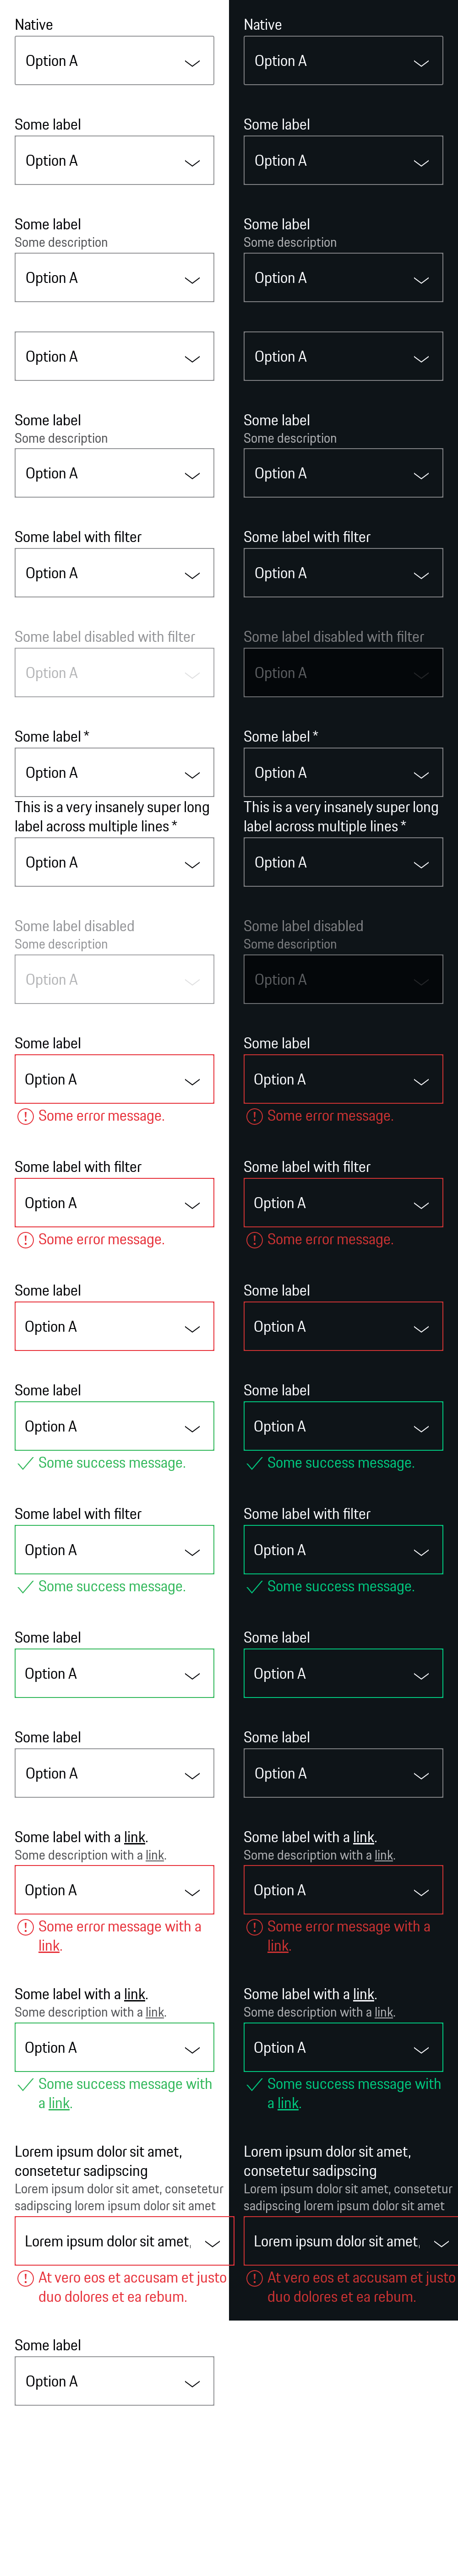 Native
Option A
Some label
Option A
Some label
Some description
Option A
Option A
Some label
Some description
Option A
Some label with filter
Option A
Some label disabled with filter
Option A
Some label *
Option A
This is a very insanely super long
label across multiple lines *
Option A
Some label disabled
Some description
Option A
Some label
Option A
Some error message.
Some label with filter
Option A
Some error message.
Some label
Option A
Some label
Option A
Some success message.
Some label with filter
Option A
Some success message.
Some label
Option A
Some label
Option A
Some label with a link.
Some description with a link.
Option A
Some error message with a
link.
Some label with a link.
Some description with a link.
Option A
Some success message with
a link.
Lorem ipsum dolor sit amet,
consetetur sadipscing
Lorem ipsum dolor sit amet, consetetur
sadipscing lorem ipsum dolor sit amet
Lorem ipsum dolor sit amet,
At vero eos et accusam et justo
duo dolores et ea rebum.
Some label
Option A
Native
Option A
Some label
Option A
Some label
Some description
Option A
Option A
Some label
Some description
Option A
Some label with filter
Option A
Some label disabled with filter
Option A
Some label *
Option A
This is a very insanely super long
label across multiple lines *
Option A
Some label disabled
Some description
Option A
Some label
Option A
Some error message.
Some label with filter
Option A
Some error message.
Some label
Option A
Some label
Option A
Some success message.
Some label with filter
Option A
Some success message.
Some label
Option A
Some label
Option A
Some label with a link.
Some description with a link.
Option A
Some error message with a
link.
Some label with a link.
Some description with a link.
Option A
Some success message with
a link.
Lorem ipsum dolor sit amet,
consetetur sadipscing
Lorem ipsum dolor sit amet, consetetur
sadipscing lorem ipsum dolor sit amet
Lorem ipsum dolor sit amet,
At vero eos et accusam et justo
duo dolores et ea rebum.